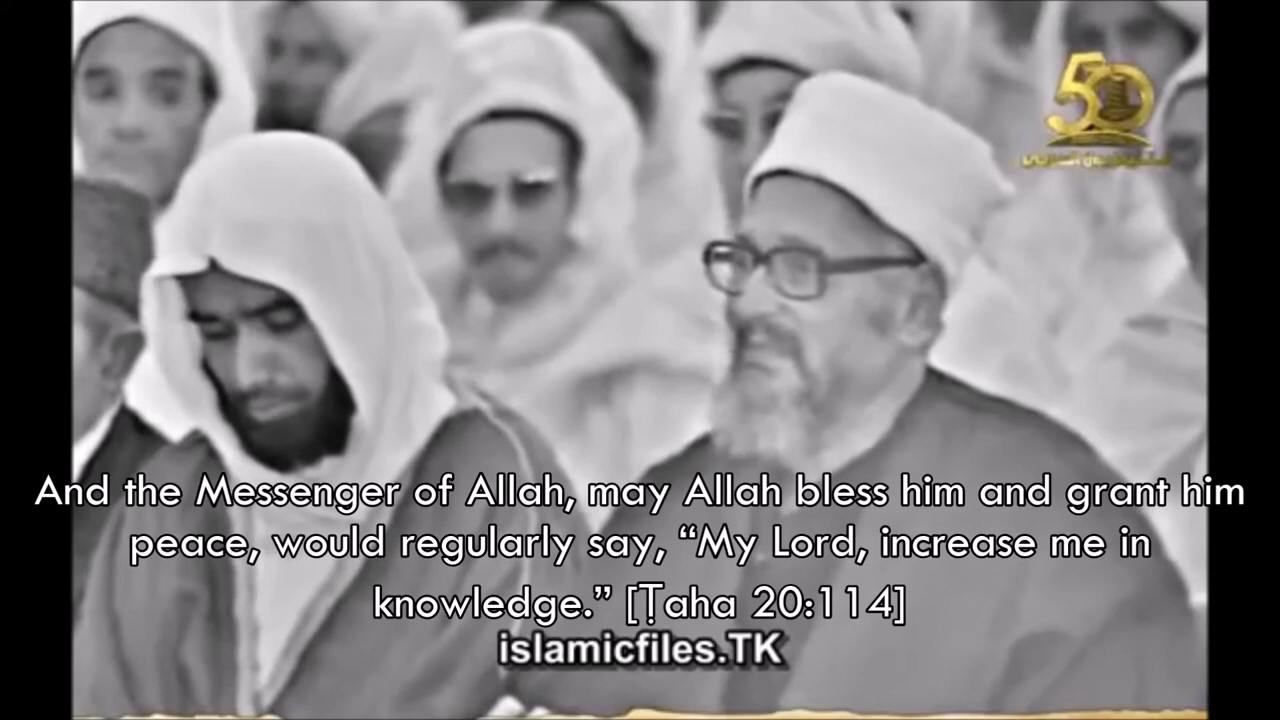 50
And the Messenger of Allah, may Allah bless him and grant him
peace, would regularly say, “My Lord, increase me in
knowledge.” [Ṭaha 20:114]
islamicfiles.TK